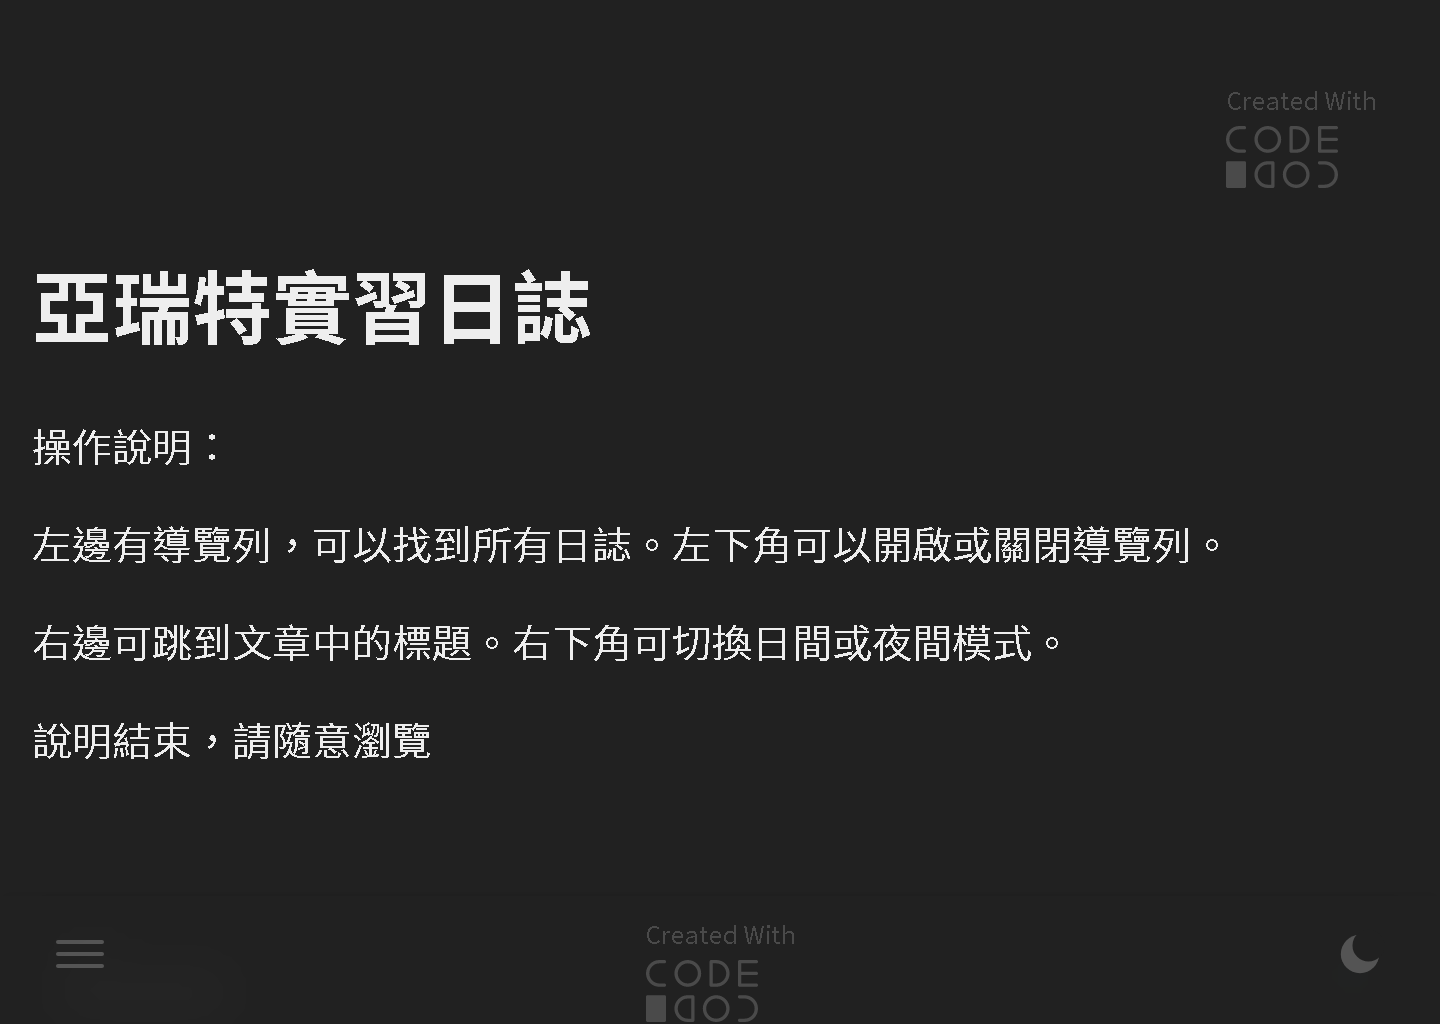 Created With
CODE
DOC
亞瑞特實習日誌
操作說明：
左邊有導覽列，可以找到所有日誌。左下角可以開啟或關閉導覽列。
右邊可跳到文章中的標題。右下角可切換日間或夜間模式。
說明結束，請隨意瀏覽
Created With
CODE
DOC